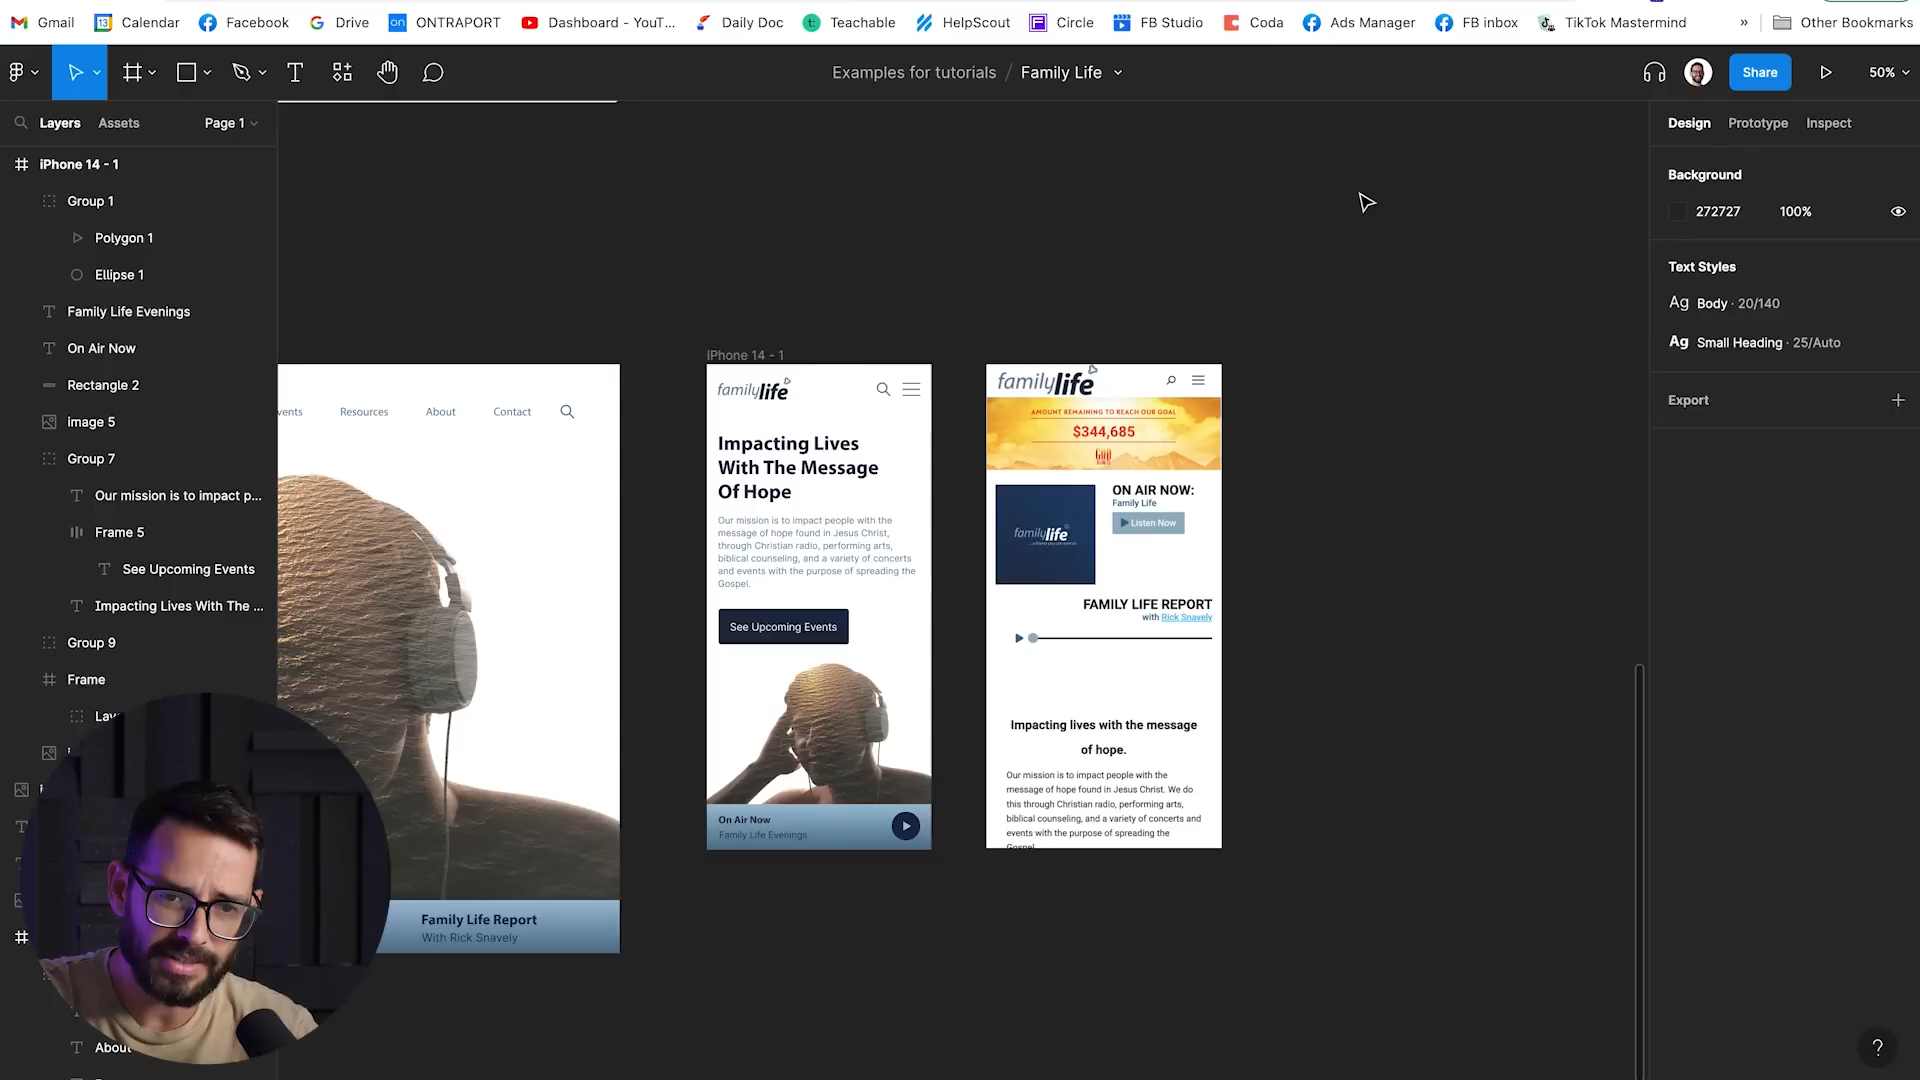 Gmail
13 Calendar
Facebook
Drive
on ONTRAPORT
Dashboard - YouT...
Daily Doc
Teachable
HelpScout
Circle
FB Studio
Coda
Ads Manager
FB inbox
TikTok Mastermind
»
Other Bookmarks
Examples for tutorials / Family Life
Share
50%
Layers
Assets
Page 1
iPhone 14 - 1
Group 1
Polygon 1
Ellipse 1
Family Life Evenings
On Air Now
Rectangle 2
image 5
Group 7
Our mission is to impact p...
Frame 5
See Upcoming Events
Impacting Lives With The ...
Group 9
Frame
About
Resources
About
Contact
Family Life Report
With Rick Snavely
iPhone 14 - 1
familylife
Impacting Lives
With The Message
Of Hope
Our mission is to impact people with the
message of hope found in Jesus Christ,
through Christian radio, performing arts,
biblical counseling, and a variety of concerts
and events with the purpose of spreading the
Gospel.
See Upcoming Events
On Air Now
Family Life Evenings
familylife
AMOUNT REMAINING TO REACH OUR GOAL
$344,685
familylife
ON AIR NOW:
Family Life
Listen Now
FAMILY LIFE REPORT
with Rick Snavely
Impacting lives with the message
of hope.
Our mission is to impact people with the
message of hope found in Jesus Christ. We do
this through Christian radio, performing arts,
biblical counseling, and a variety of concerts and
events with the purpose of spreading the
Gospel
Design
Prototype
Inspect
Background
272727
100%
Text Styles
Ag Body · 20/140
Ag Small Heading · 25/Auto
Export
?